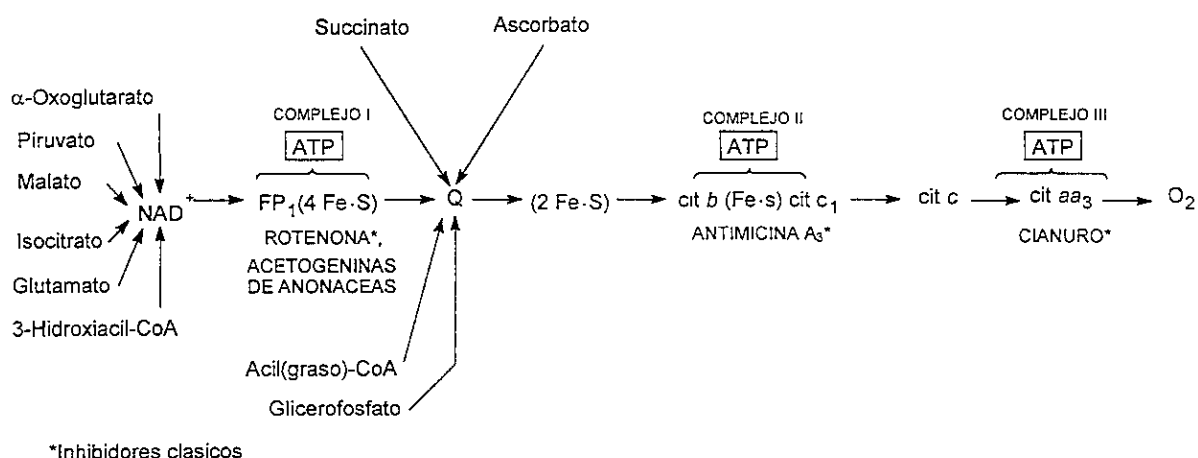 Succinato
Ascorbato
α-Oxoglutarato
Piruvato
Malato
Isocitrato
Glutamato
3-Hidroxiacil-CoA
NAD+
COMPLEJO I
ATP
FP1(4 Fe·S)
ROTENONA*,
ACETOGENINAS
DE ANONACEAS
Q
Acil(graso)-CoA
Glicerofosfato
(2 Fe·S)
COMPLEJO II
ATP
cit b (Fe·s) cit c1
ANTIMICINA A3*
cit c
COMPLEJO III
ATP
cit aa3
CIANURO*
O2
*Inhibidores clasicos